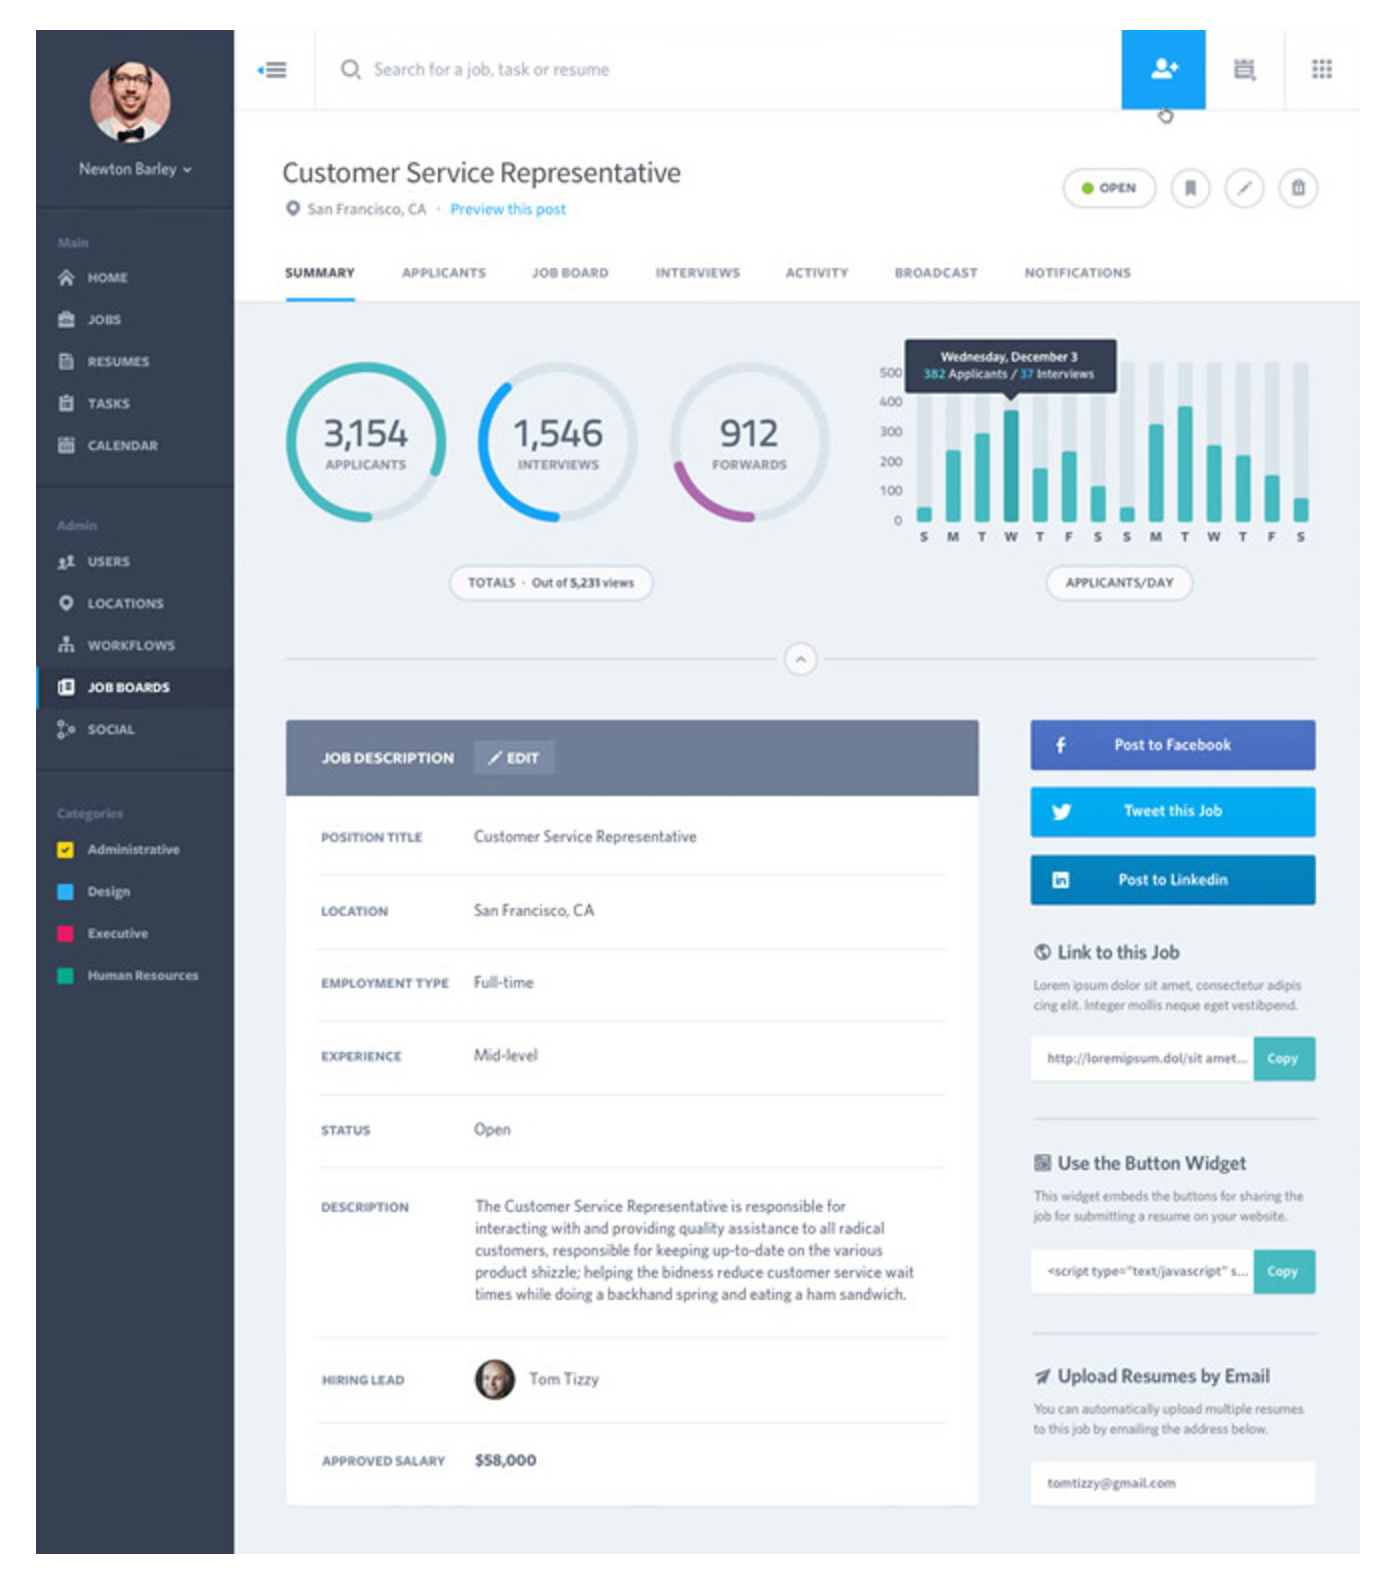 Newton Barley
Main
HOME
JOBS
RESUMES
TASKS
CALENDAR
Admin
USERS
LOCATIONS
WORKFLOWS
JOB BOARDS
SOCIAL
Categories
Administrative
Design
Executive
Human Resources
Search for a job, task or resume
Customer Service Representative
San Francisco, CA · Preview this post
OPEN
SUMMARY APPLICANTS JOB BOARD INTERVIEWS ACTIVITY BROADCAST NOTIFICATIONS
3,154
APPLICANTS
1,546
INTERVIEWS
912
FORWARDS
TOTALS · Out of 5,231 views
Wednesday, December 3
382 Applicants / 37 Interviews
500
400
300
200
100
0
S M T W T F S S M T W T F S
APPLICANTS/DAY
JOB DESCRIPTION EDIT
POSITION TITLE Customer Service Representative
LOCATION San Francisco, CA
EMPLOYMENT TYPE Full-time
EXPERIENCE Mid-level
STATUS Open
DESCRIPTION The Customer Service Representative is responsible for
interacting with and providing quality assistance to all radical
customers, responsible for keeping up-to-date on the various
product shizzle; helping the bidness reduce customer service wait
times while doing a backhand spring and eating a ham sandwich.
HIRING LEAD Tom Tizzy
APPROVED SALARY $58,000
f Post to Facebook
Tweet this Job
in Post to Linkedin
Link to this Job
Lorem ipsum dolor sit amet, consectetur adipis
cing elit. Integer mollis neque eget vestibpend.
http://loremipsum.dol/sit amet... Copy
Use the Button Widget
This widget embeds the buttons for sharing the
job for submitting a resume on your website.
<script type="text/javascript" s... Copy
Upload Resumes by Email
You can automatically upload multiple resumes
to this job by emailing the address below.
tomtizzy@gmail.com